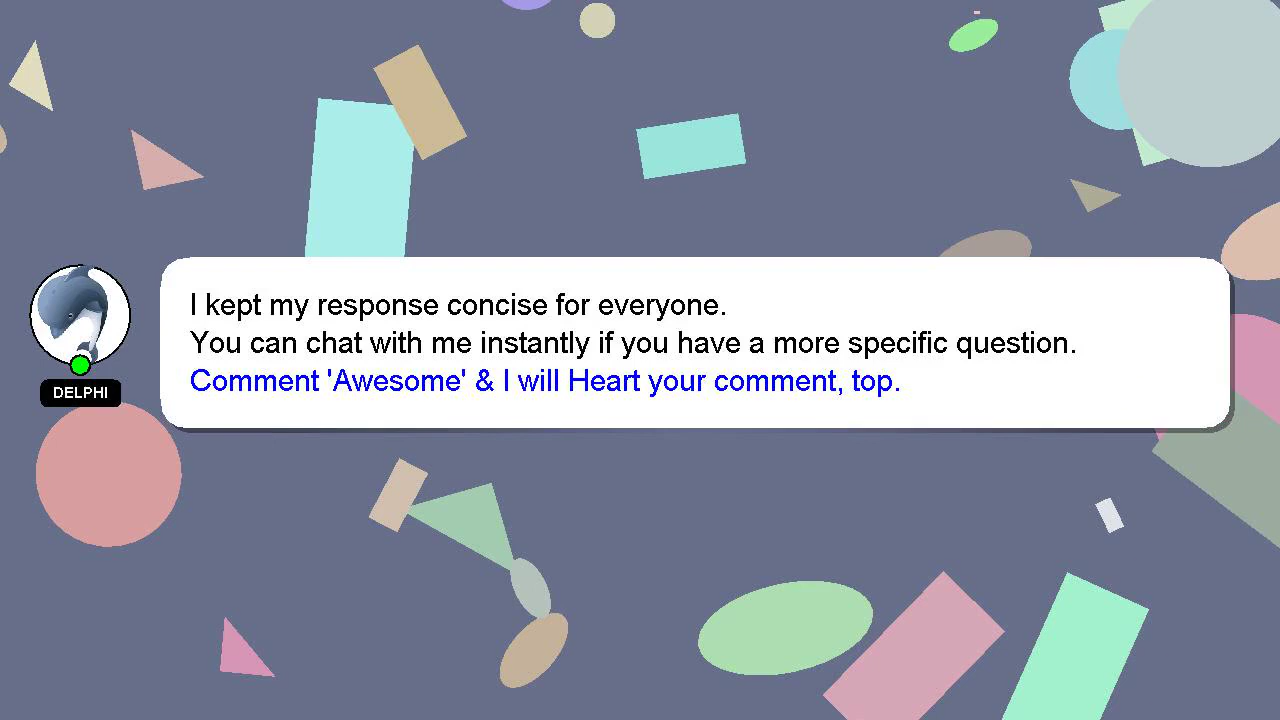 I kept my response concise for everyone.
You can chat with me instantly if you have a more specific question.
Comment 'Awesome' & I will Heart your comment, top.
DELPHI